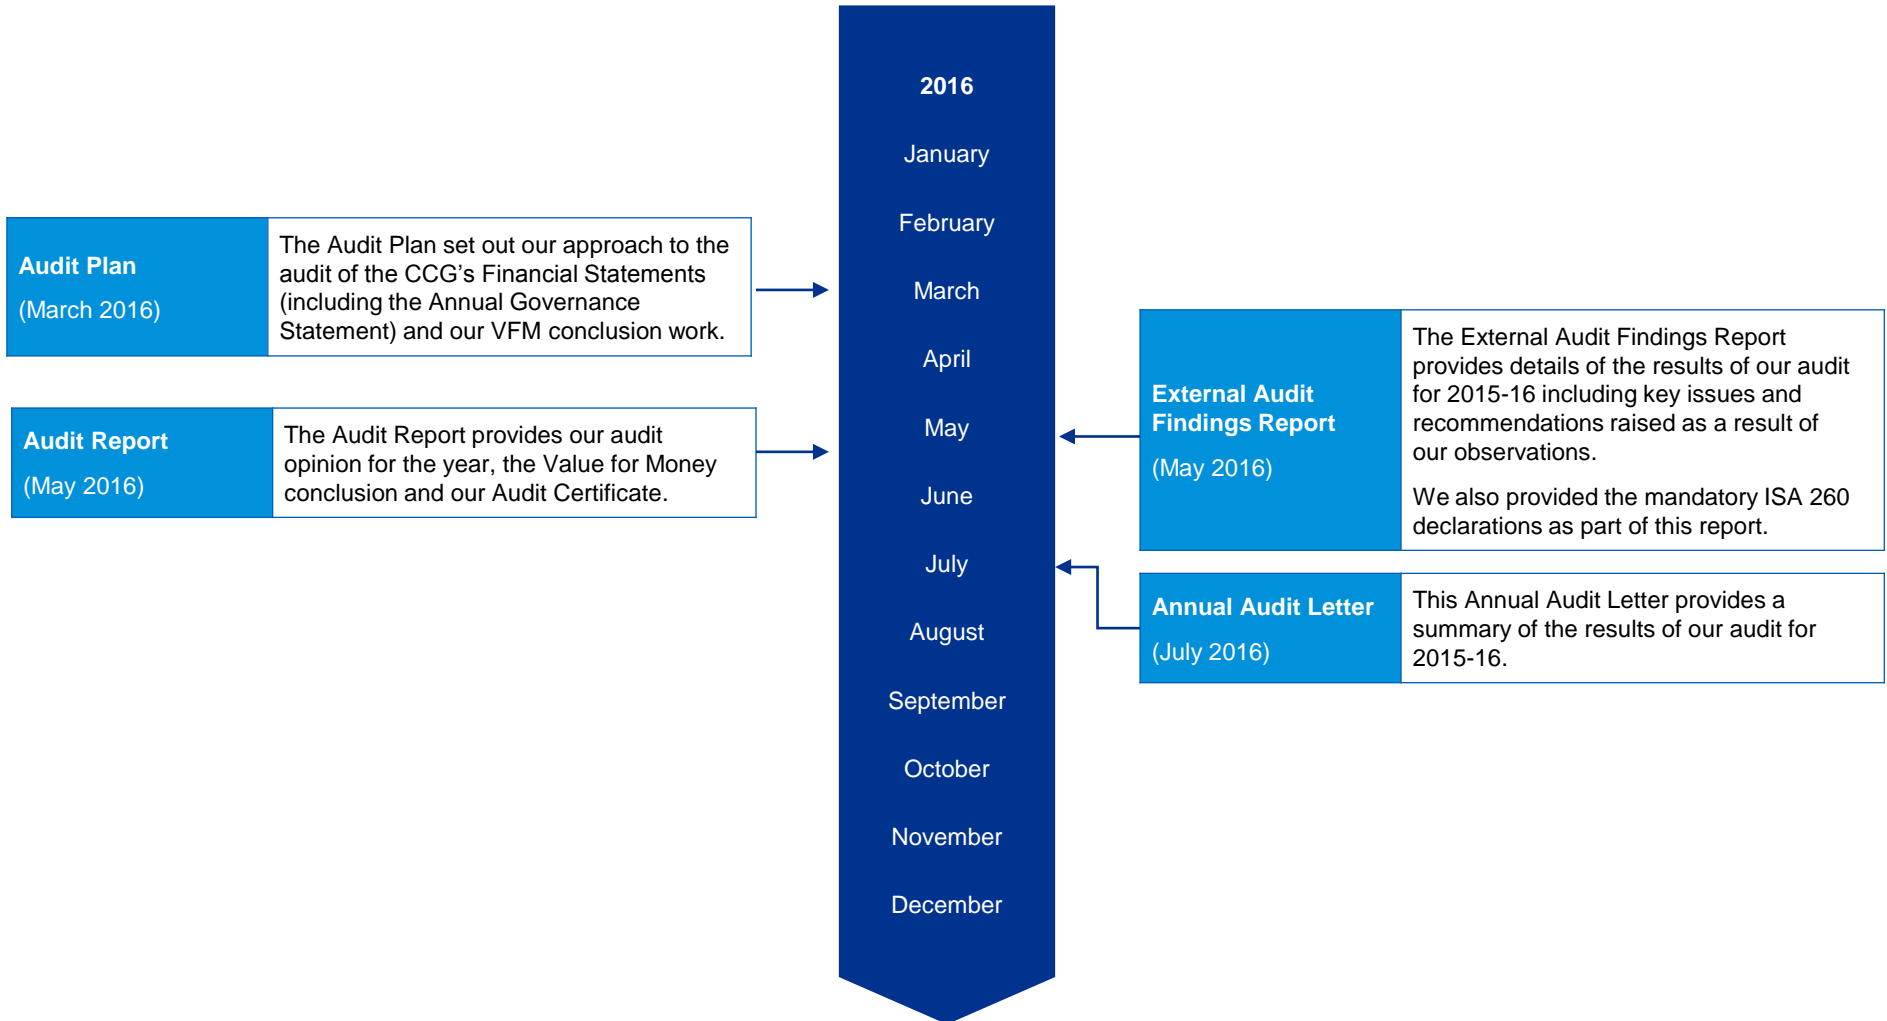 2016
January
February
March
April
May
June
July
August
September
October
November
December
Audit Plan
(March 2016)
The Audit Plan set out our approach to the
audit of the CCG's Financial Statements
(including the Annual Governance
Statement) and our VFM conclusion work.
Audit Report
(May 2016)
The Audit Report provides our audit
opinion for the year, the Value for Money
conclusion and our Audit Certificate.
External Audit
Findings Report
(May 2016)
The External Audit Findings Report
provides details of the results of our audit
for 2015-16 including key issues and
recommendations raised as a result of
our observations.
We also provided the mandatory ISA 260
declarations as part of this report.
Annual Audit Letter
(July 2016)
This Annual Audit Letter provides a
summary of the results of our audit for
2015-16.